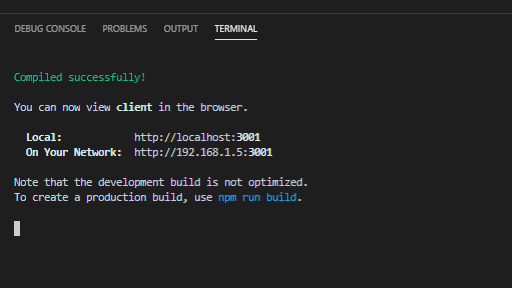 DEBUG CONSOLE PROBLEMS OUTPUT TERMINAL
Compiled successfully!
You can now view client in the browser.
Local: http://localhost:3001
On Your Network: http://192.168.1.5:3001
Note that the development build is not optimized.
To create a production build, use npm run build.